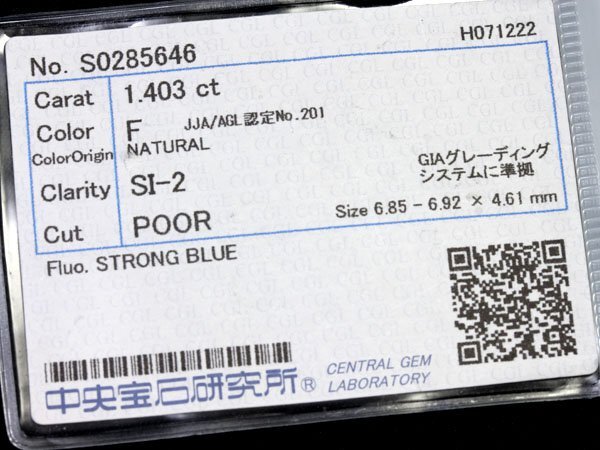 No. S0285646
H071222
Carat 1.403 ct
Color F JJA/AGL認定No.201
ColorOrigin NATURAL
Clarity SI-2
GIAグレーディング
システムに準拠
Cut POOR
Size 6.85 - 6.92 × 4.61 mm
Fluo. STRONG BLUE
中央宝石研究所® CENTRAL GEM
LABORATORY